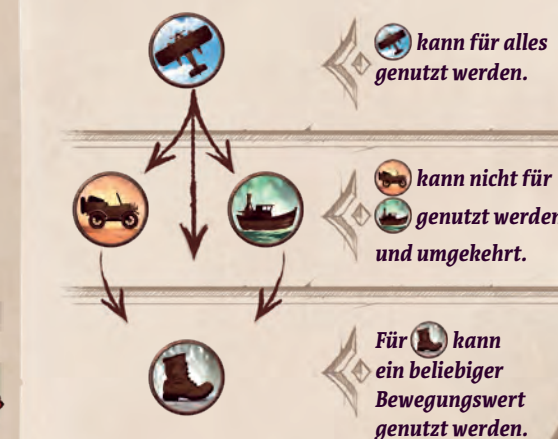 kann für alles
genutzt werden.
kann nicht für
genutzt werden
und umgekehrt.
Für kann
ein beliebiger
Bewegungswert
genutzt werden.